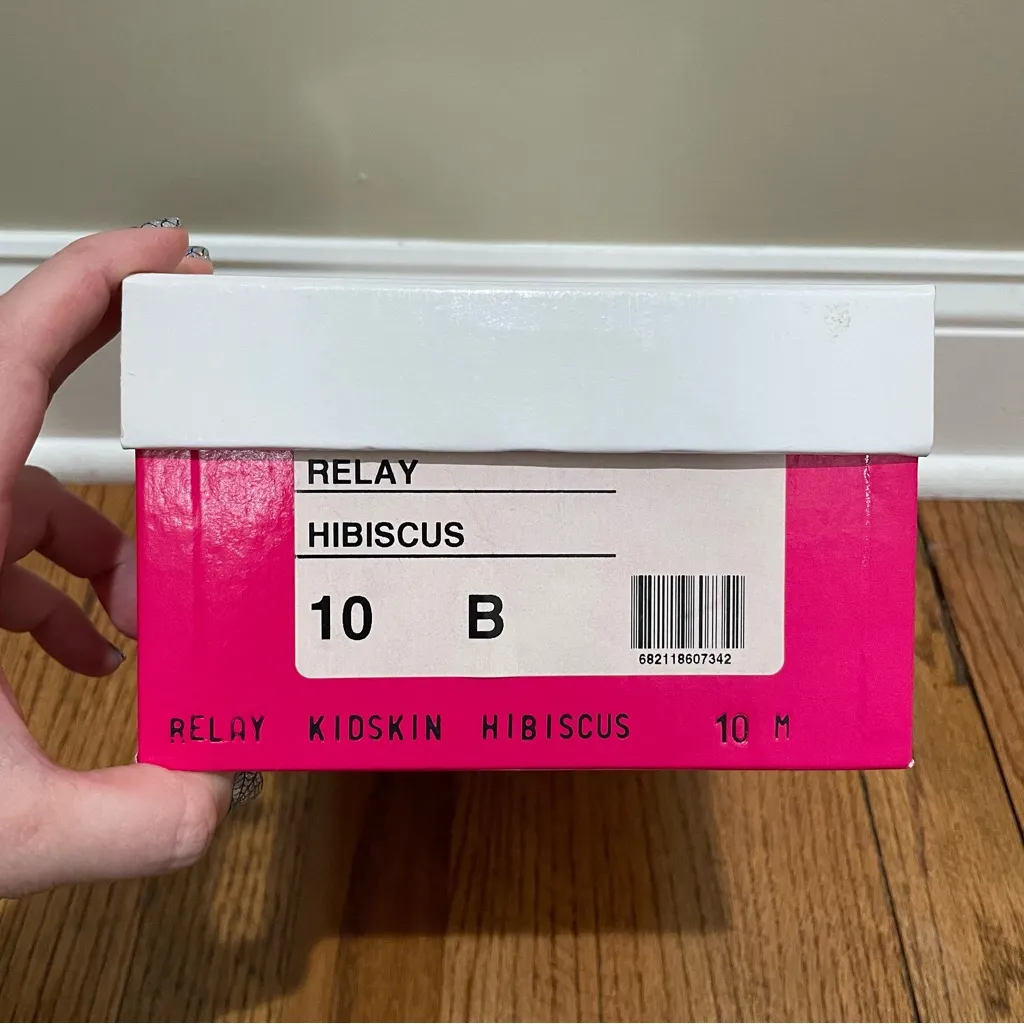 RELAY
HIBISCUS
10 B
682118607342
RELAY KIDSKIN HIBISCUS 10 M